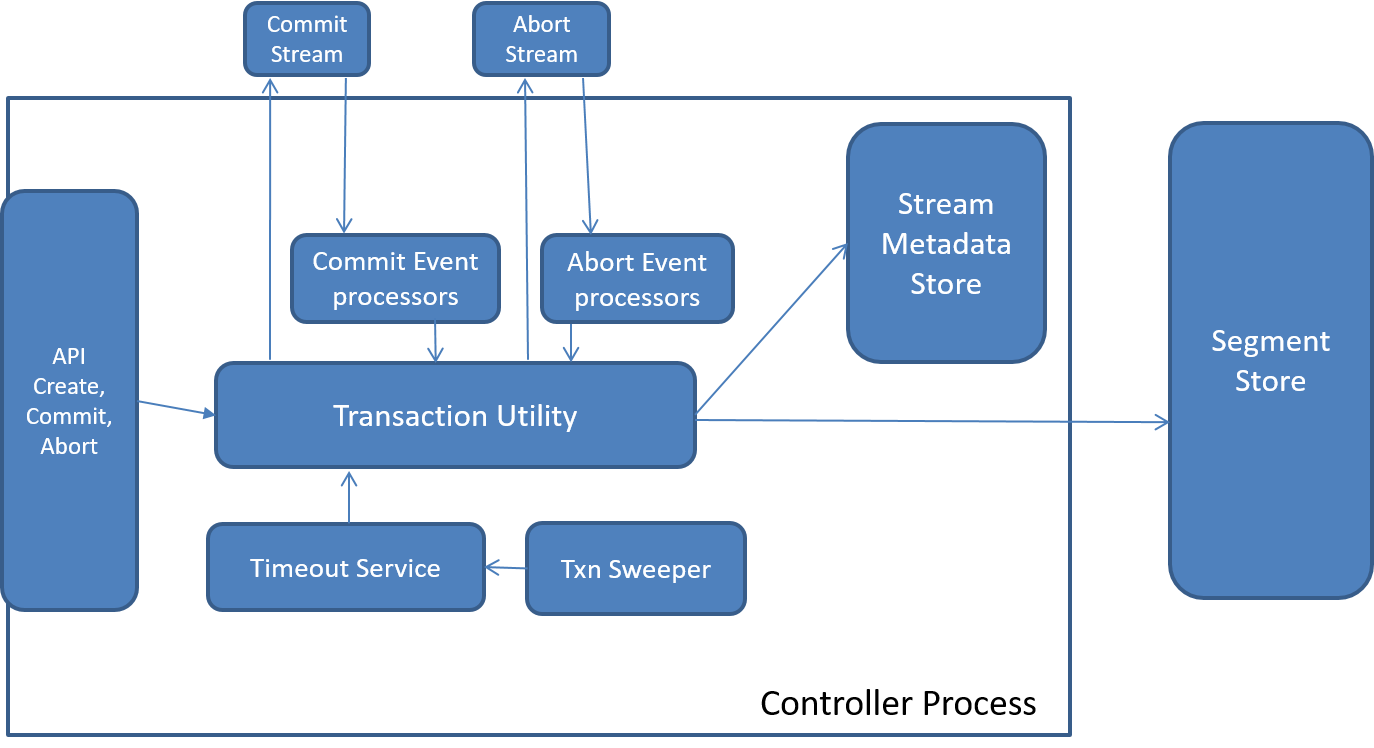 Commit
Stream
Abort
Stream
Stream
Metadata
Store
Commit Event
processors
Abort Event
processors
Segment
Store
API
Create,
Commit,
Abort
Transaction Utility
Timeout Service
Txn Sweeper
Controller Process